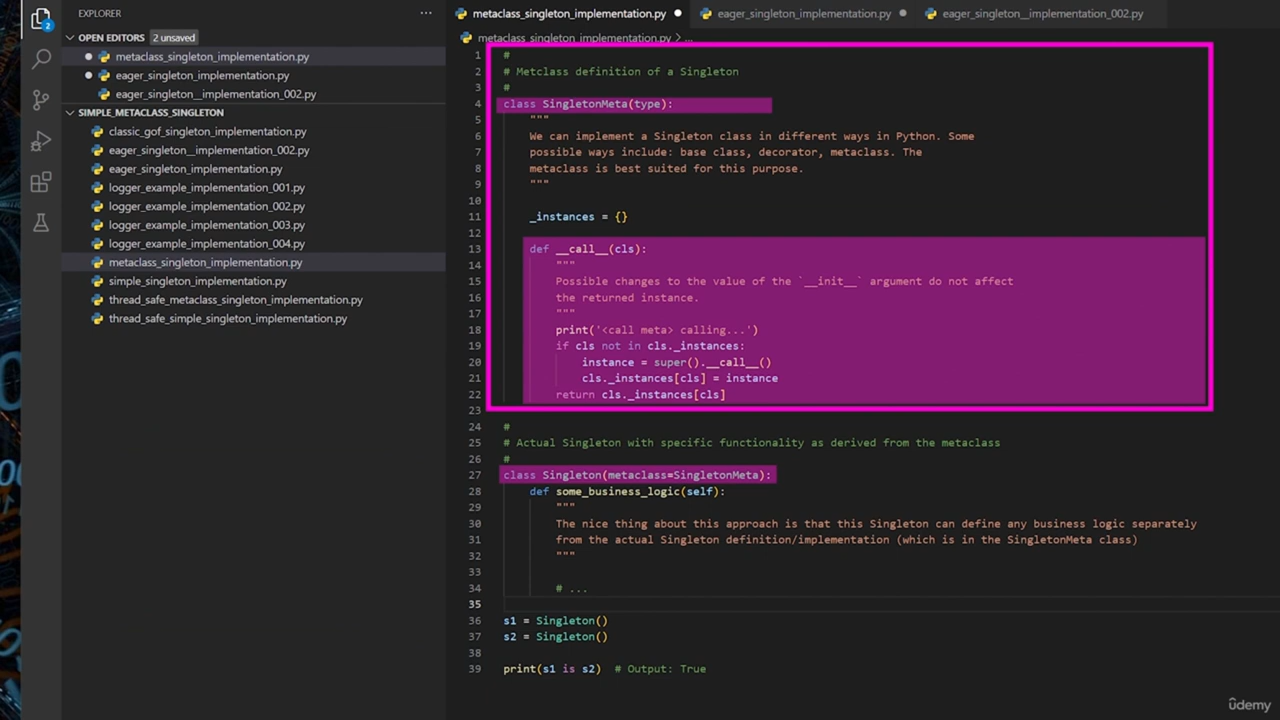 EXPLORER
···
OPEN EDITORS 2 unsaved
metaclass_singleton_implementation.py
eager_singleton_implementation.py
eager_singleton__implementation_002.py
SIMPLE_METACLASS_SINGLETON
classic_gof_singleton_implementation.py
eager_singleton__implementation_002.py
eager_singleton_implementation.py
logger_example_implementation_001.py
logger_example_implementation_002.py
logger_example_implementation_003.py
logger_example_implementation_004.py
metaclass_singleton_implementation.py
simple_singleton_implementation.py
thread_safe_metaclass_singleton_implementation.py
thread_safe_simple_singleton_implementation.py
2
metaclass_singleton_implementation.py eager_singleton_implementation.py eager_singleton__implementation_002.py
metaclass_singleton_implementation.py > ...
1 #
2 # Metclass definition of a Singleton
3 #
4 class SingletonMeta(type):
5 """
6 We can implement a Singleton class in different ways in Python. Some
7 possible ways include: base class, decorator, metaclass. The
8 metaclass is best suited for this purpose.
9 """
10
11 _instances = {}
12
13 def __call__(cls):
14 """
15 Possible changes to the value of the `__init__` argument do not affect
16 the returned instance.
17 """
18 print('<call meta> calling...')
19 if cls not in cls._instances:
20 instance = super().__call__()
21 cls._instances[cls] = instance
22 return cls._instances[cls]
23
24 #
25 # Actual Singleton with specific functionality as derived from the metaclass
26 #
27 class Singleton(metaclass=SingletonMeta):
28 def some_business_logic(self):
29 """
30 The nice thing about this approach is that this Singleton can define any business logic separately
31 from the actual Singleton definition/implementation (which is in the SingletonMeta class)
32 """
33
34 # ...
35
36 s1 = Singleton()
37 s2 = Singleton()
38
39 print(s1 is s2) # Output: True
ûdemy